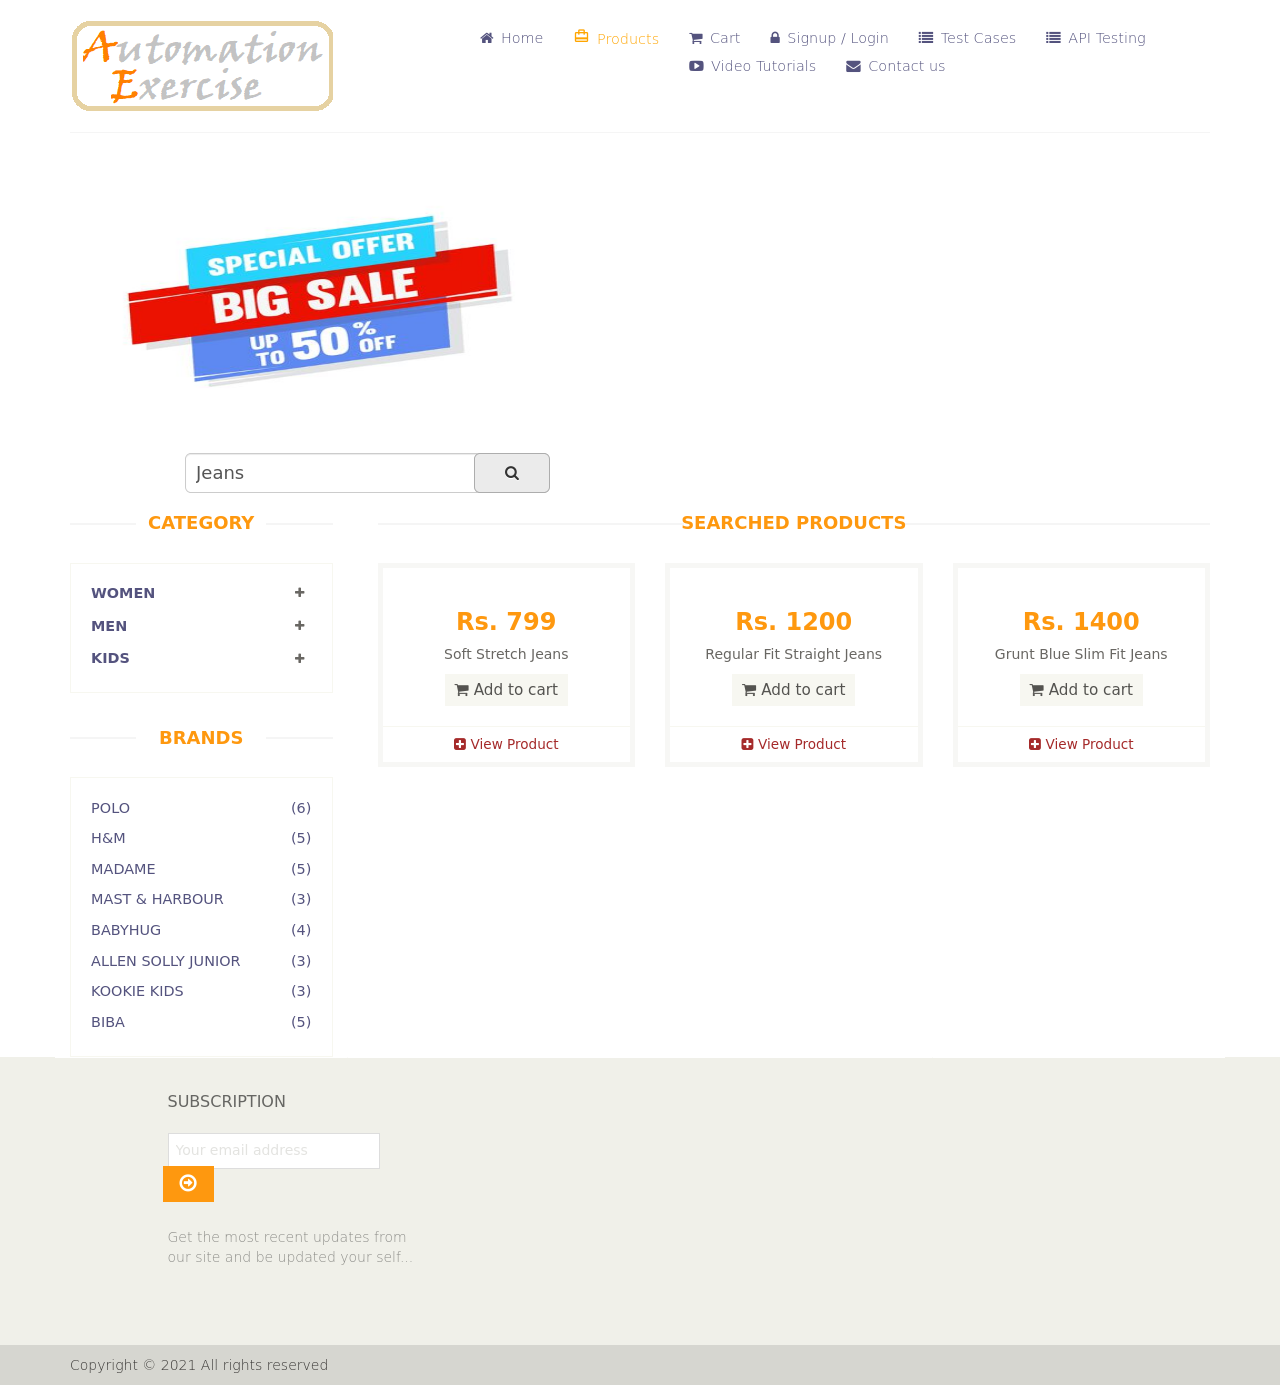 Automation
Exercise
Home
Products
Cart
Signup / Login
Test Cases
API Testing
Video Tutorials
Contact us
SPECIAL OFFER
BIG SALE
UP TO 50% OFF
Jeans
CATEGORY
WOMEN
MEN
KIDS
BRANDS
POLO (6)
H&M (5)
MADAME (5)
MAST & HARBOUR (3)
BABYHUG (4)
ALLEN SOLLY JUNIOR (3)
KOOKIE KIDS (3)
BIBA (5)
SEARCHED PRODUCTS
Rs. 799
Soft Stretch Jeans
Add to cart
View Product
Rs. 1200
Regular Fit Straight Jeans
Add to cart
View Product
Rs. 1400
Grunt Blue Slim Fit Jeans
Add to cart
View Product
SUBSCRIPTION
Your email address
Get the most recent updates from
our site and be updated your self...
Copyright © 2021 All rights reserved